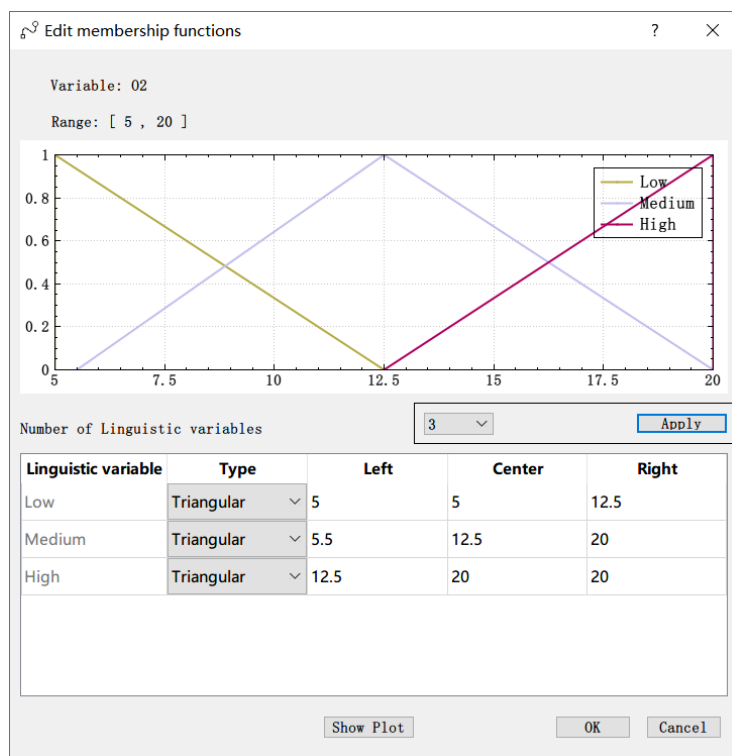 Edit membership functions ?
Variable: O2
Range: [ 5 , 20 ]
1
0.8
0.6
0.4
0.2
0
5 7.5 10 12.5 15 17.5 20
Low
Medium
High
Number of Linguistic variables 3 Apply
Linguistic variable Type Left Center Right
Low Triangular 5 5 12.5
Medium Triangular 5.5 12.5 20
High Triangular 12.5 20 20
Show Plot OK Cancel